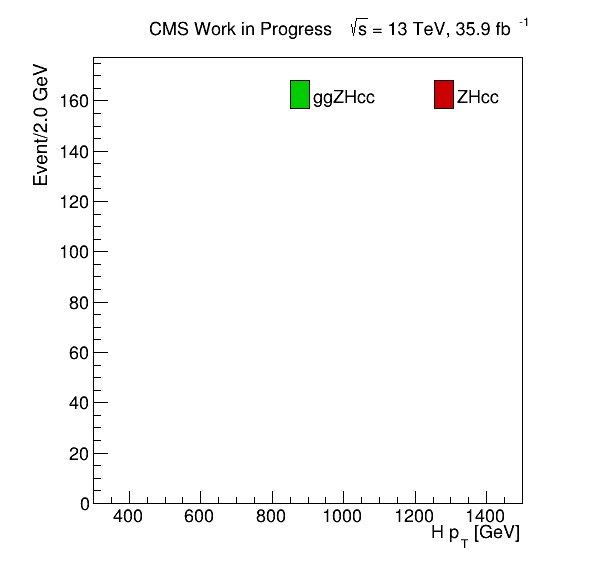 CMS Work in Progress √s = 13 TeV, 35.9 fb⁻¹
Event/2.0 GeV
ggZHcc ZHcc
160
140
120
100
80
60
40
20
0
400 600 800 1000 1200 1400
H p_T [GeV]